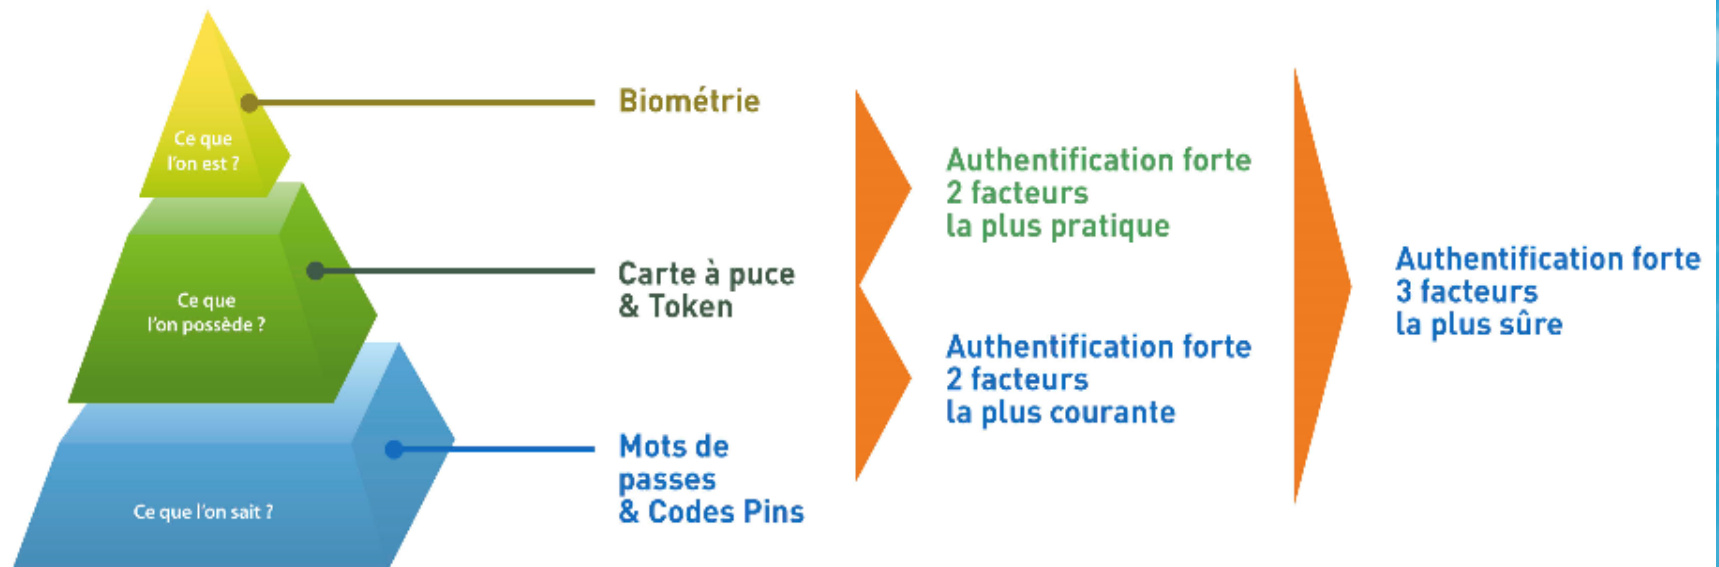 Ce que
l'on est ?
Biométrie
Ce que
l'on possède ?
Carte à puce
& Token
Ce que l'on sait ?
Mots de
passes
& Codes Pins
Authentification forte
2 facteurs
la plus pratique
Authentification forte
2 facteurs
la plus courante
Authentification forte
3 facteurs
la plus sûre